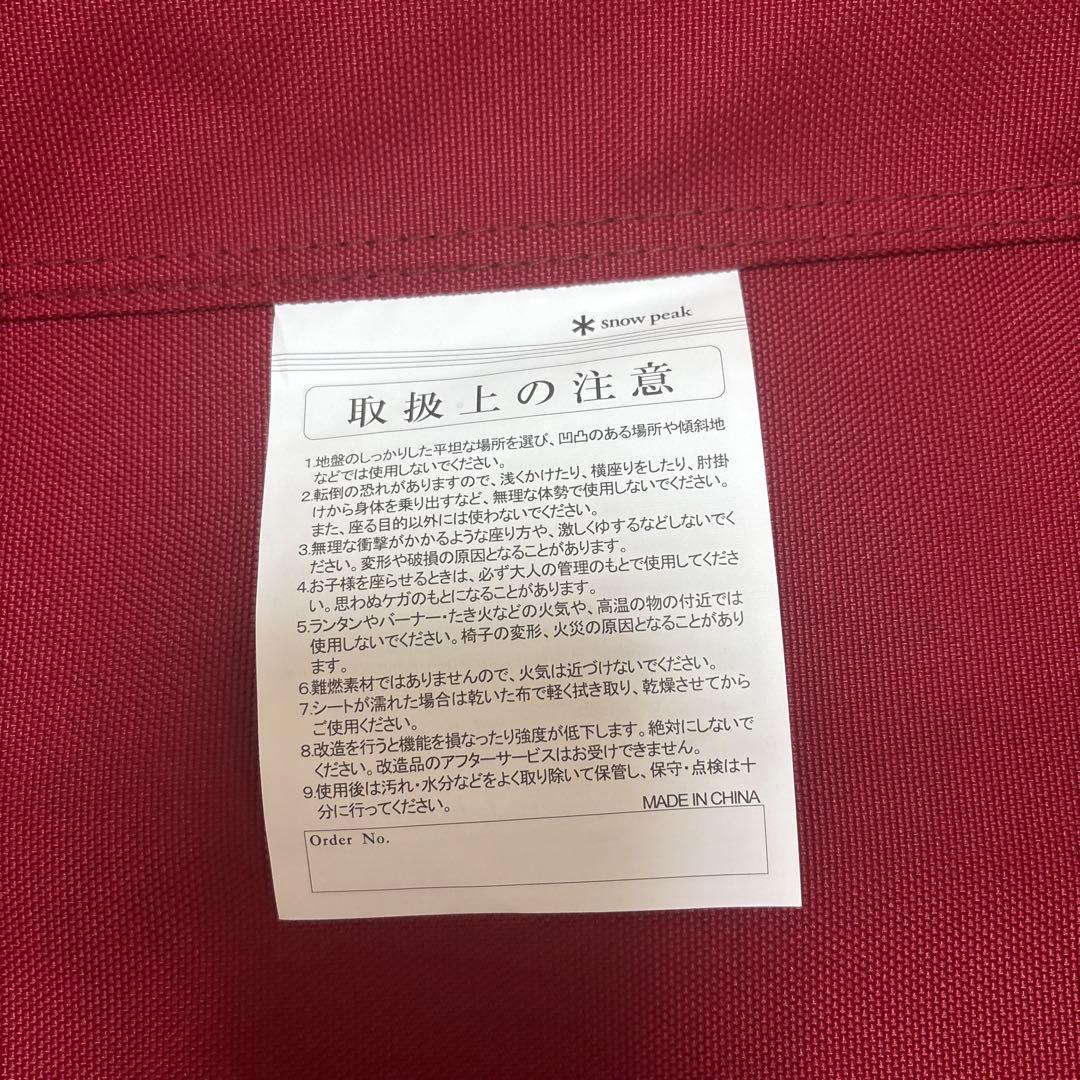 snow peak
取扱上の注意
1.地盤のしっかりした平坦な場所を選び、凹凸のある場所や傾斜地
などでは使用しないでください。
2.転倒の恐れがありますので、浅くかけたり、横座りをしたり、肘掛
けから身体を乗り出すなど、無理な体勢で使用しないでください。
また、座る目的以外には使わないでください。
3.無理な衝撃がかかるような座り方や、激しくゆするなどしないでく
ださい。変形や破損の原因となることがあります。
4.お子様を座らせるときは、必ず大人の管理のもとで使用してくださ
い。思わぬケガのもとになることがあります。
5.ランタンやバーナー・たき火などの火気や、高温の物の付近では
使用しないでください。椅子の変形、火災の原因となることがあり
ます。
6.難燃素材ではありませんので、火気は近づけないでください。
7.シートが濡れた場合は乾いた布で軽く拭き取り、乾燥させてから
ご使用ください。
8.改造を行うと機能を損なったり強度が低下します。絶対にしないで
ください。改造品のアフターサービスはお受けできません。
9.使用後は汚れ・水分などをよく取り除いて保管し、保守・点検は十
分に行ってください。
MADE IN CHINA
Order No.